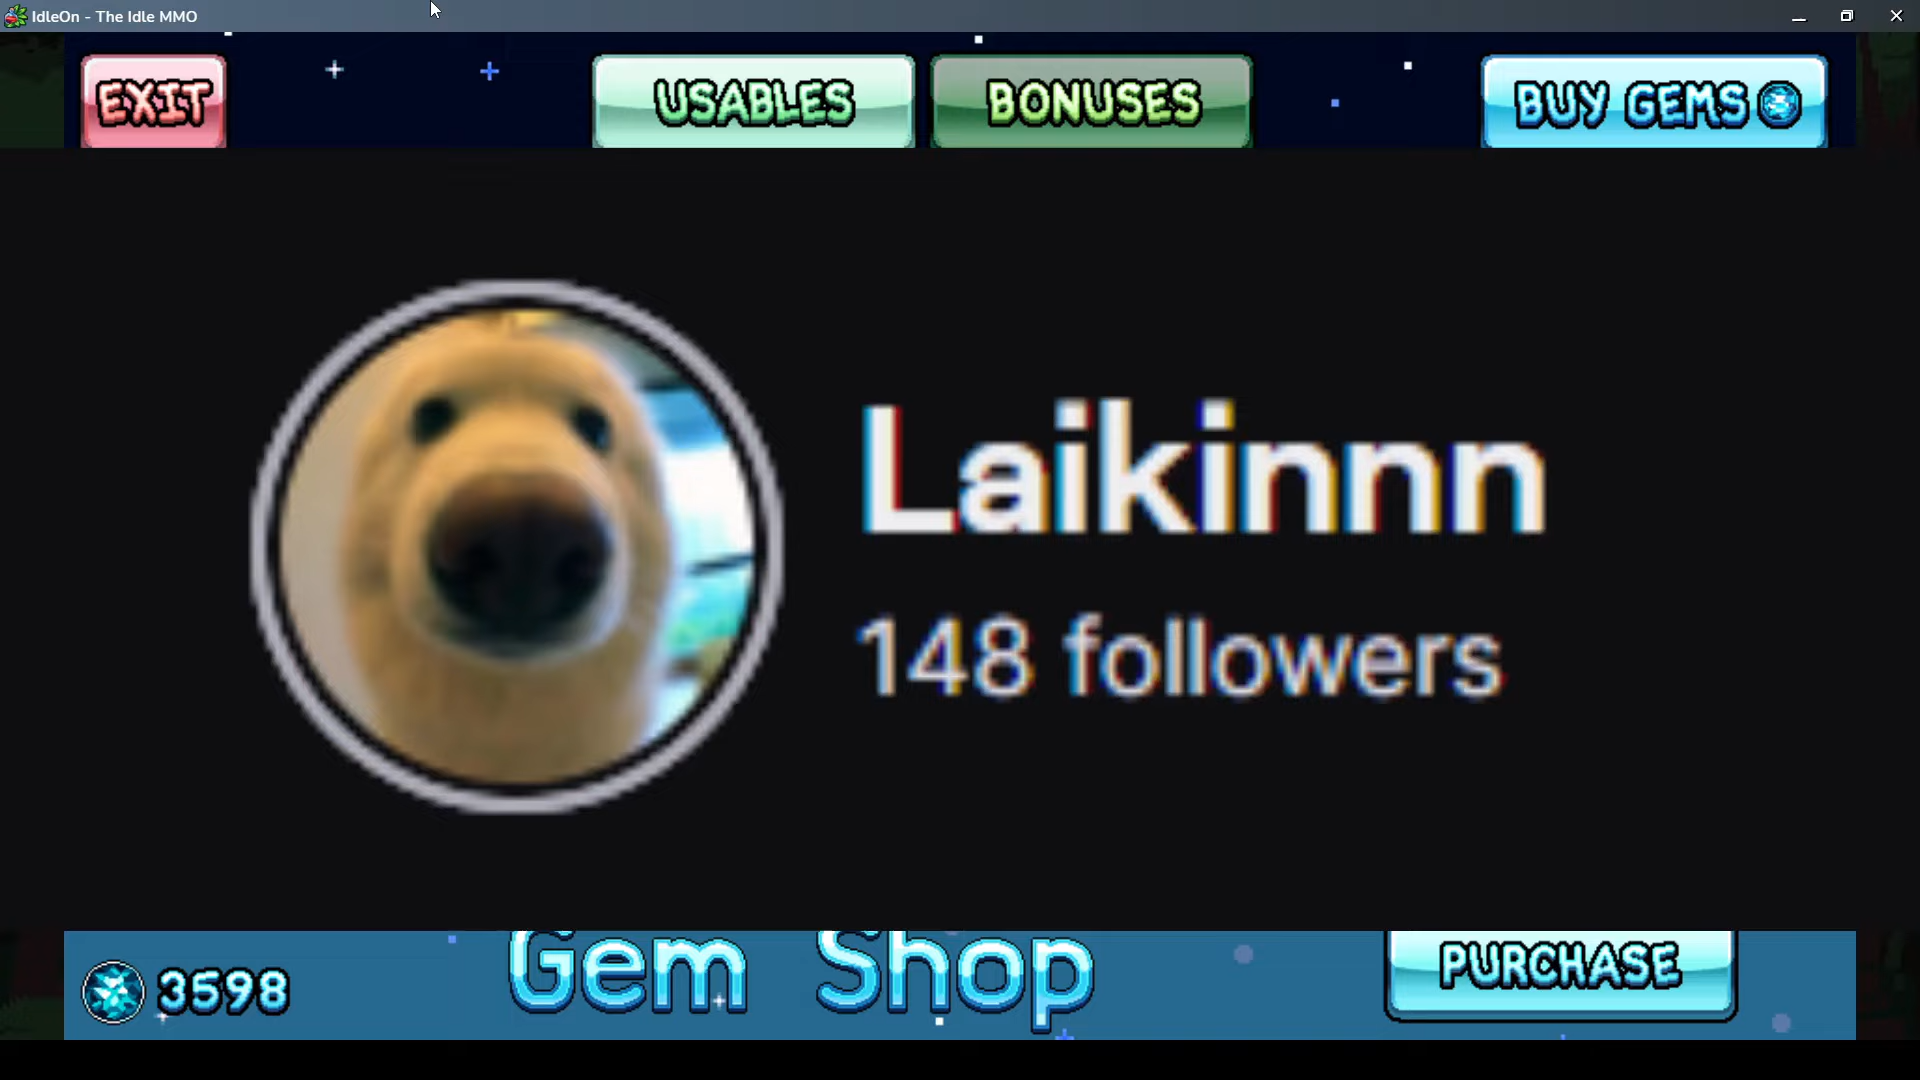 IdleOn - The Idle MMO
EXIT
USABLES
BONUSES
BUY GEMS
Laikinnn
148 followers
3598
Gem Shop
PURCHASE